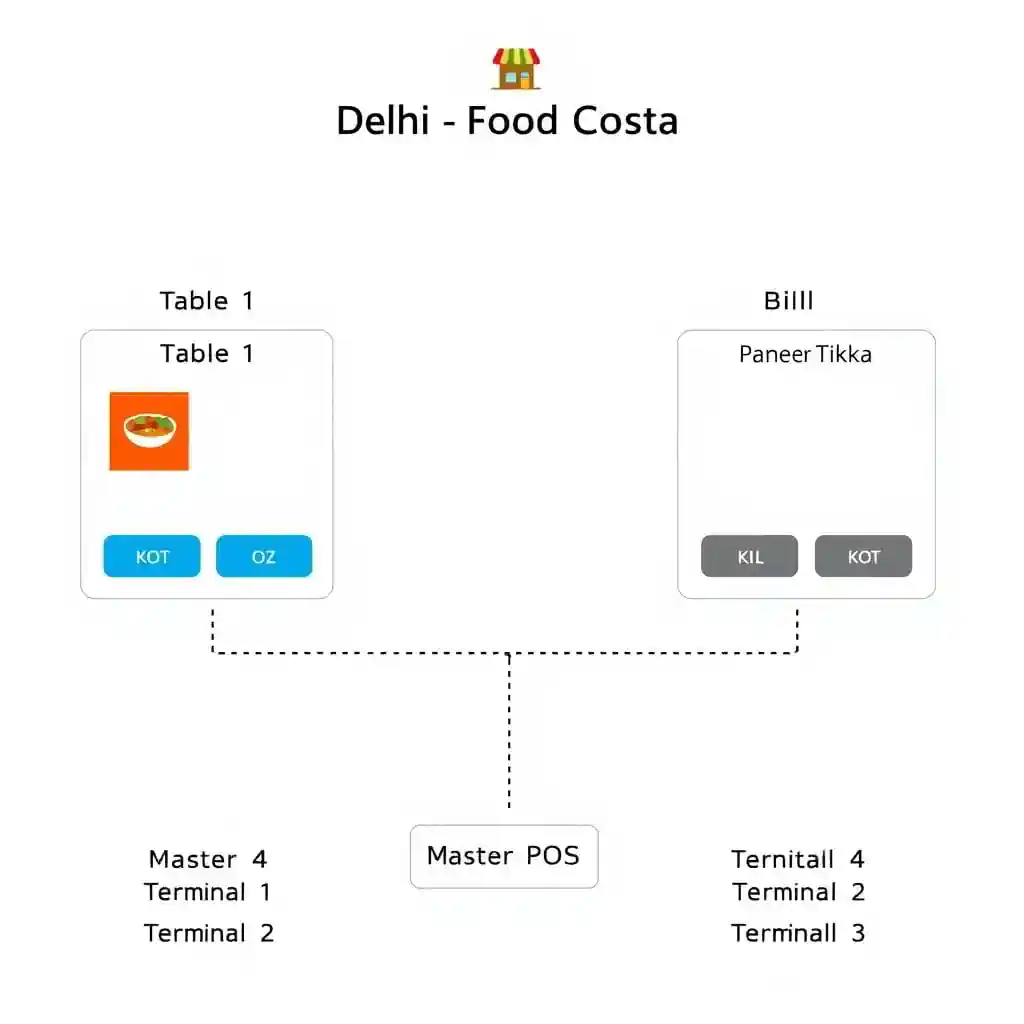 Delhi - Food Costa
Table 1
Billl
Table 1
Paneer Tikka
KOT OZ
KIL KOT
Master POS
Master 4
Terminal 1
Terminal 2
Ternitall 4
Terminal 2
Terminall 3